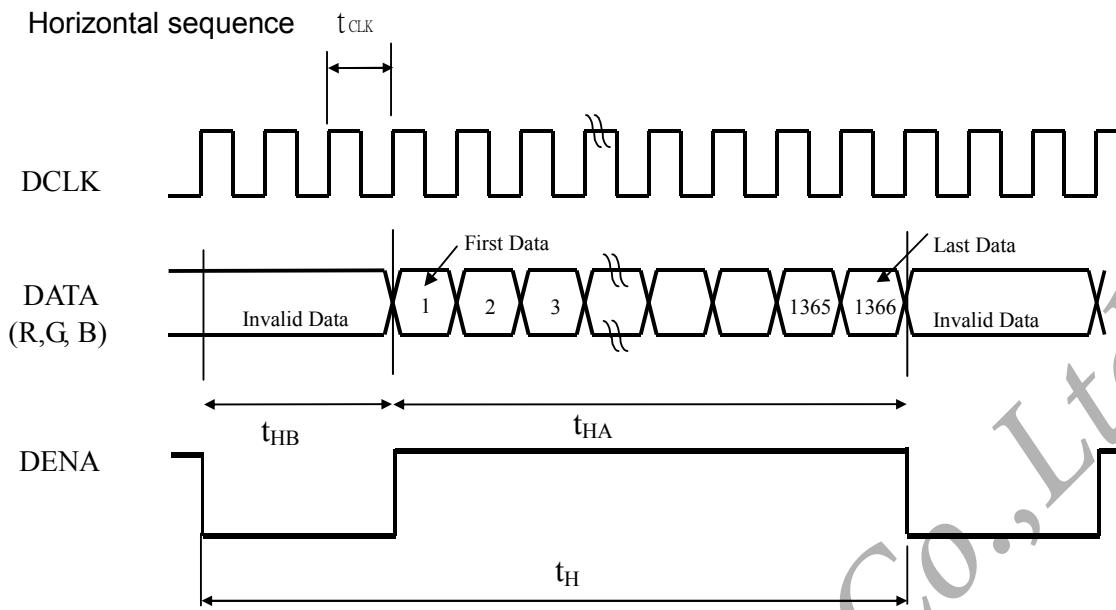 Horizontal sequence
tCLK
DCLK
First Data
Last Data
DATA
(R,G, B)
Invalid Data
1
2
3
1365
1366
Invalid Data
tHB
tHA
DENA
tH
Co.,Ltd